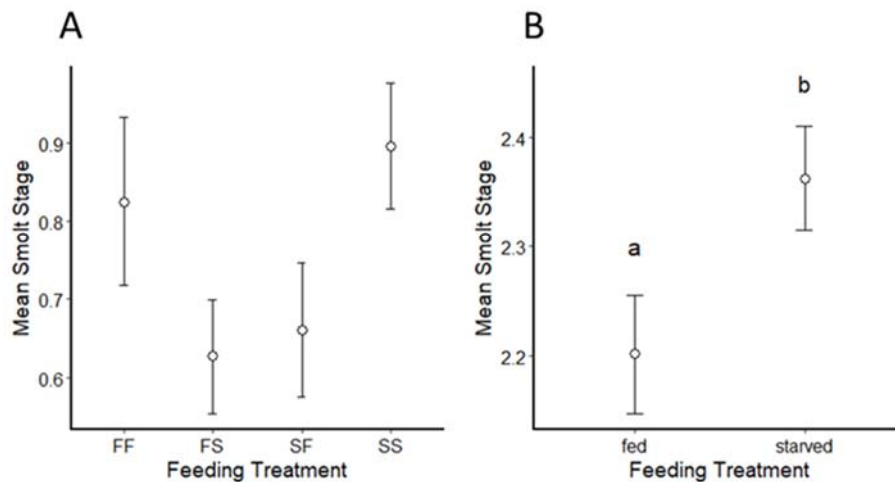 A
Mean Smolt Stage
0.9
0.8
0.7
0.6
FF FS SF SS
Feeding Treatment
B
Mean Smolt Stage
2.4
2.3
2.2
a
b
fed starved
Feeding Treatment